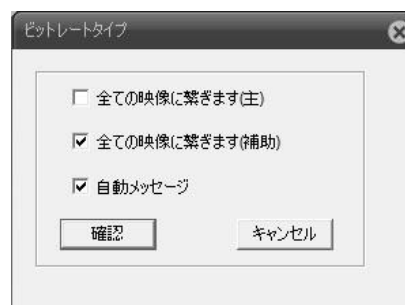 ビットレートタイプ
全ての映像に繋ぎます(主)
全ての映像に繋ぎます(補助)
自動メッセージ
確認
キャンセル